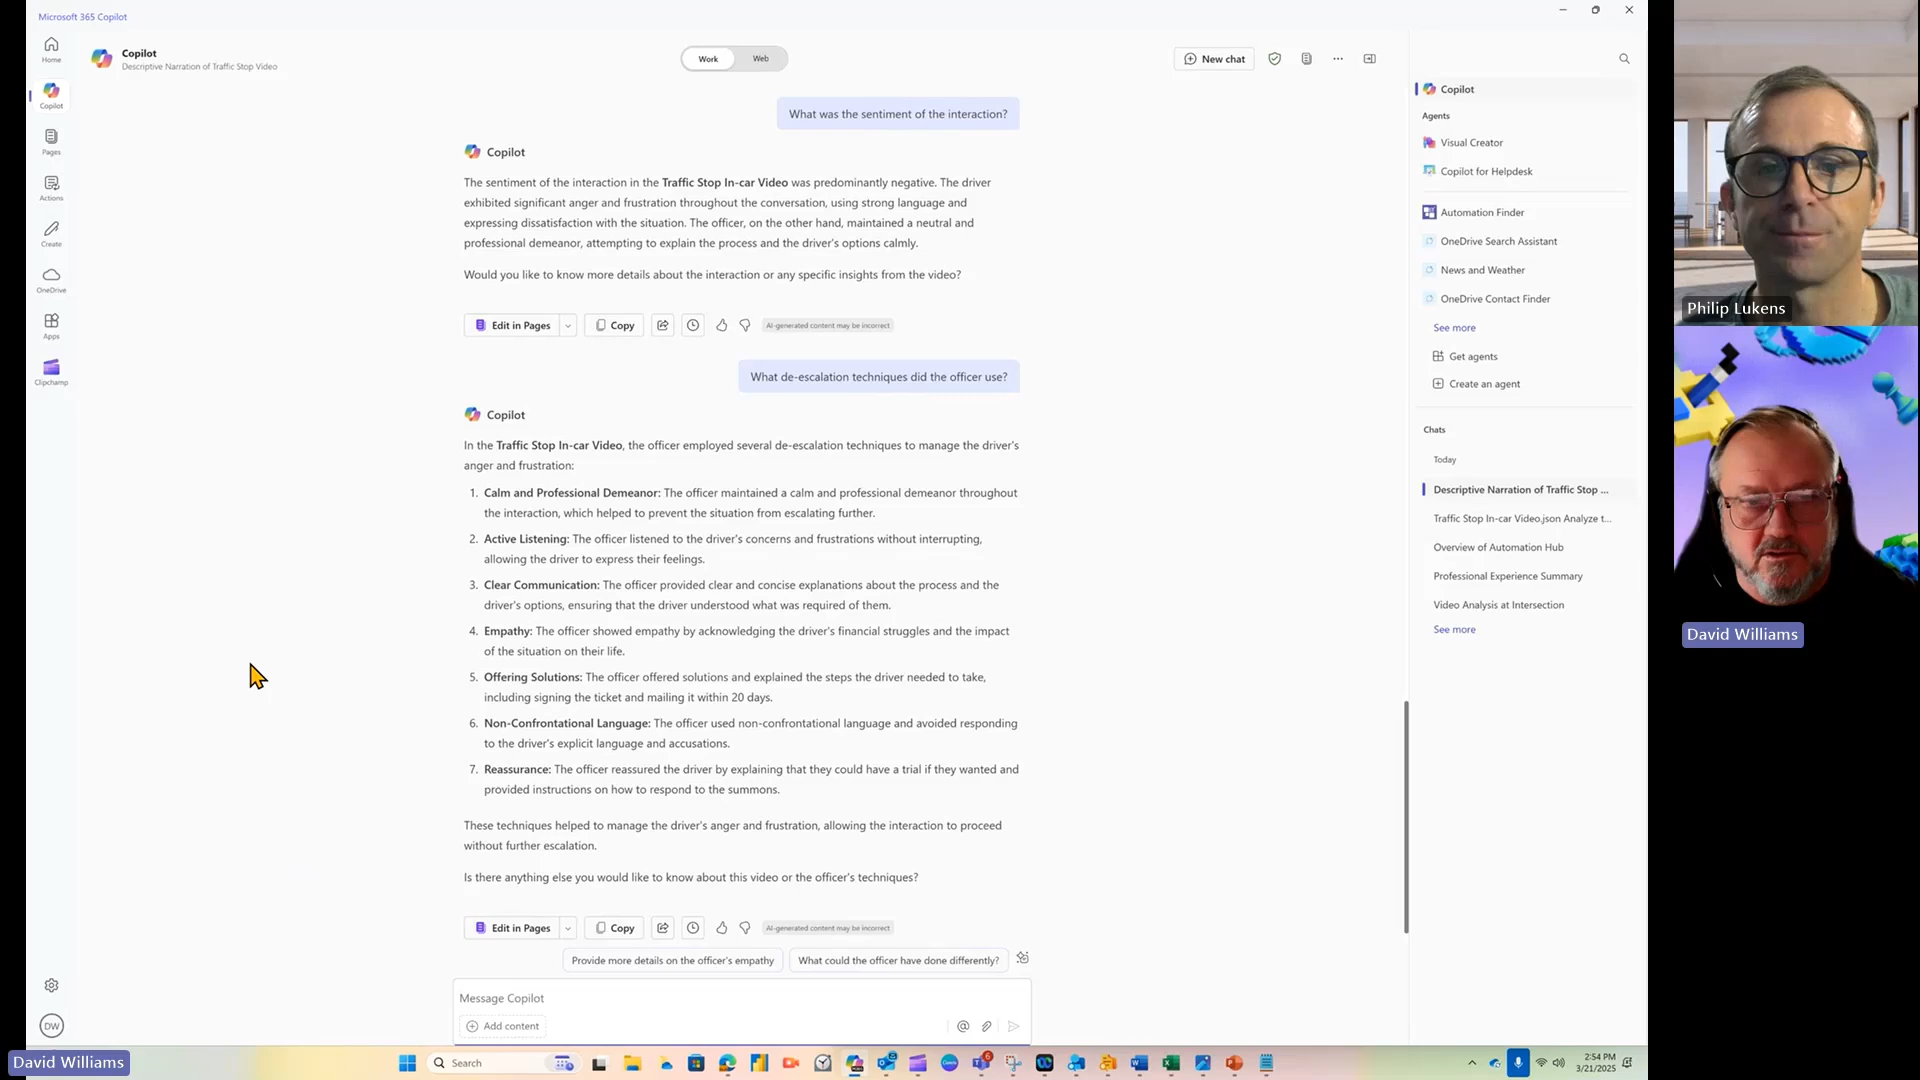 Microsoft 365 Copilot
Home
Copilot
Pages
Actions
Create
OneDrive
Apps
Clipchamp
DW
David Williams
Copilot
Descriptive Narration of Traffic Stop Video
Work
Web
New chat
What was the sentiment of the interaction?
Copilot
The sentiment of the interaction in the Traffic Stop In-car Video was predominantly negative. The driver
exhibited significant anger and frustration throughout the conversation, using strong language and
expressing dissatisfaction with the situation. The officer, on the other hand, maintained a neutral and
professional demeanor, attempting to explain the process and the driver's options calmly.
Would you like to know more details about the interaction or any specific insights from the video?
Edit in Pages
Copy
AI-generated content may be incorrect
What de-escalation techniques did the officer use?
Copilot
In the Traffic Stop In-car Video, the officer employed several de-escalation techniques to manage the driver's
anger and frustration:
1. Calm and Professional Demeanor: The officer maintained a calm and professional demeanor throughout
the interaction, which helped to prevent the situation from escalating further.
2. Active Listening: The officer listened to the driver's concerns and frustrations without interrupting,
allowing the driver to express their feelings.
3. Clear Communication: The officer provided clear and concise explanations about the process and the
driver's options, ensuring that the driver understood what was required of them.
4. Empathy: The officer showed empathy by acknowledging the driver's financial struggles and the impact
of the situation on their life.
5. Offering Solutions: The officer offered solutions and explained the steps the driver needed to take,
including signing the ticket and mailing it within 20 days.
6. Non-Confrontational Language: The officer used non-confrontational language and avoided responding
to the driver's explicit language and accusations.
7. Reassurance: The officer reassured the driver by explaining that they could have a trial if they wanted and
provided instructions on how to respond to the summons.
These techniques helped to manage the driver's anger and frustration, allowing the interaction to proceed
without further escalation.
Is there anything else you would like to know about this video or the officer's techniques?
Edit in Pages
Copy
AI-generated content may be incorrect
Provide more details on the officer's empathy
What could the officer have done differently?
Message Copilot
Add content
Copilot
Agents
Visual Creator
Copilot for Helpdesk
Automation Finder
OneDrive Search Assistant
News and Weather
OneDrive Contact Finder
See more
Get agents
Create an agent
Chats
Today
Descriptive Narration of Traffic Stop ...
Traffic Stop In-car Video.json Analyze t...
Overview of Automation Hub
Professional Experience Summary
Video Analysis at Intersection
See more
Philip Lukens
David Williams
Search
6
2:54 PM
3/21/2025